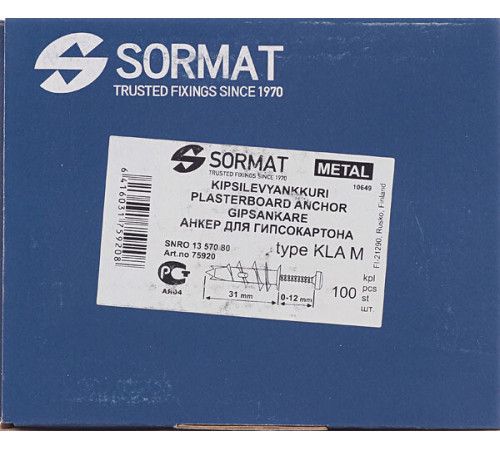 SORMAT
TRUSTED FIXINGS SINCE 1970
SORMAT
TRUSTED FIXINGS SINCE 1970
METAL
10649
KIPSILEVYANKKURI
PLASTERBOARD ANCHOR
GIPSANKARE
АНКЕР ДЛЯ ГИПСОКАРТОНА
SNRO 13 570 80
Art.no 75920
type KLA M
31 mm
0-12 mm
100
kpl
pcs
st
шт.
АЯ04
6416031759208
FI-21290, Rusko, Finland